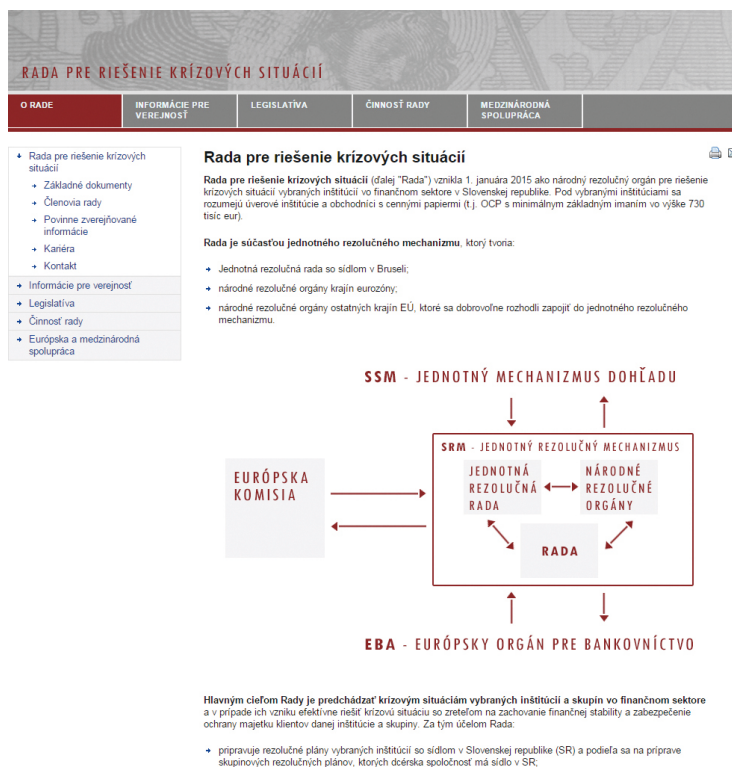 RADA PRE RIEŠENIE KRÍZOVÝCH SITUÁCIÍ
O RADE
INFORMÁCIE PRE
VEREJNOSŤ
LEGISLATÍVA
ČINNOSŤ RADY
MEDZINÁRODNÁ
SPOLUPRÁCA
Rada pre riešenie krízových
situácií
Základné dokumenty
Členovia rady
Povinne zverejňované
informácie
Kariéra
Kontakt
Informácie pre verejnosť
Legislatíva
Činnosť rady
Európska a medzinárodná
spolupráca
Rada pre riešenie krízových situácií
Rada pre riešenie krízových situácií (ďalej "Rada") vznikla 1. januára 2015 ako národný rezolučný orgán pre riešenie
krízových situácií vybraných inštitúcií vo finančnom sektore v Slovenskej republike. Pod vybranými inštitúciami sa
rozumejú úverové inštitúcie a obchodníci s cennými papiermi (t.j. OCP s minimálnym základným imaním vo výške 730
tisíc eur).
Rada je súčasťou jednotného rezolučného mechanizmu, ktorý tvoria:
Jednotná rezolučná rada so sídlom v Bruseli;
národné rezolučné orgány krajín eurozóny;
národné rezolučné orgány ostatných krajín EÚ, ktoré sa dobrovoľne rozhodli zapojiť do jednotného rezolučného
mechanizmu.
SSM - JEDNOTNÝ MECHANIZMUS DOHĽADU
SRM - JEDNOTNÝ REZOLUČNÝ MECHANIZMUS
EURÓPSKA
KOMISIA
JEDNOTNÁ
REZOLUČNÁ
RADA
NÁRODNÉ
REZOLUČNÉ
ORGÁNY
RADA
EBA - EURÓPSKY ORGÁN PRE BANKOVNÍCTVO
Hlavným cieľom Rady je predchádzať krízovým situáciám vybraných inštitúcií a skupín vo finančnom sektore
a v prípade ich vzniku efektívne riešiť krízovú situáciu so zreteľom na zachovanie finančnej stability a zabezpečenie
ochrany majetku klientov danej inštitúcie a skupiny. Za tým účelom Rada:
pripravuje rezolučné plány vybraných inštitúcií so sídlom v Slovenskej republike (SR) a podieľa sa na príprave
skupinových rezolučných plánov, ktorých dcérska spoločnosť má sídlo v SR;